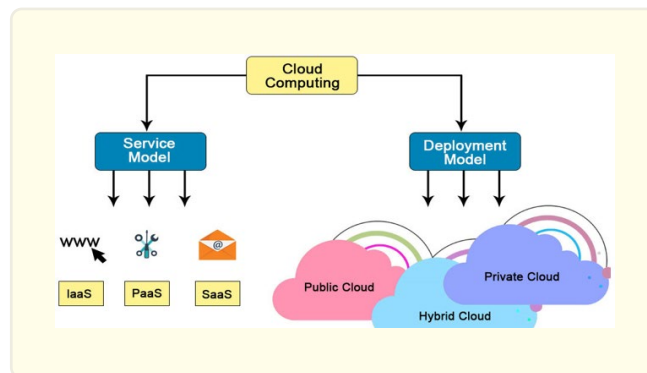 Cloud
Computing
Service
Model
Deployment
Model
www
@
IaaS
PaaS
SaaS
Public Cloud
Hybrid Cloud
Private Cloud